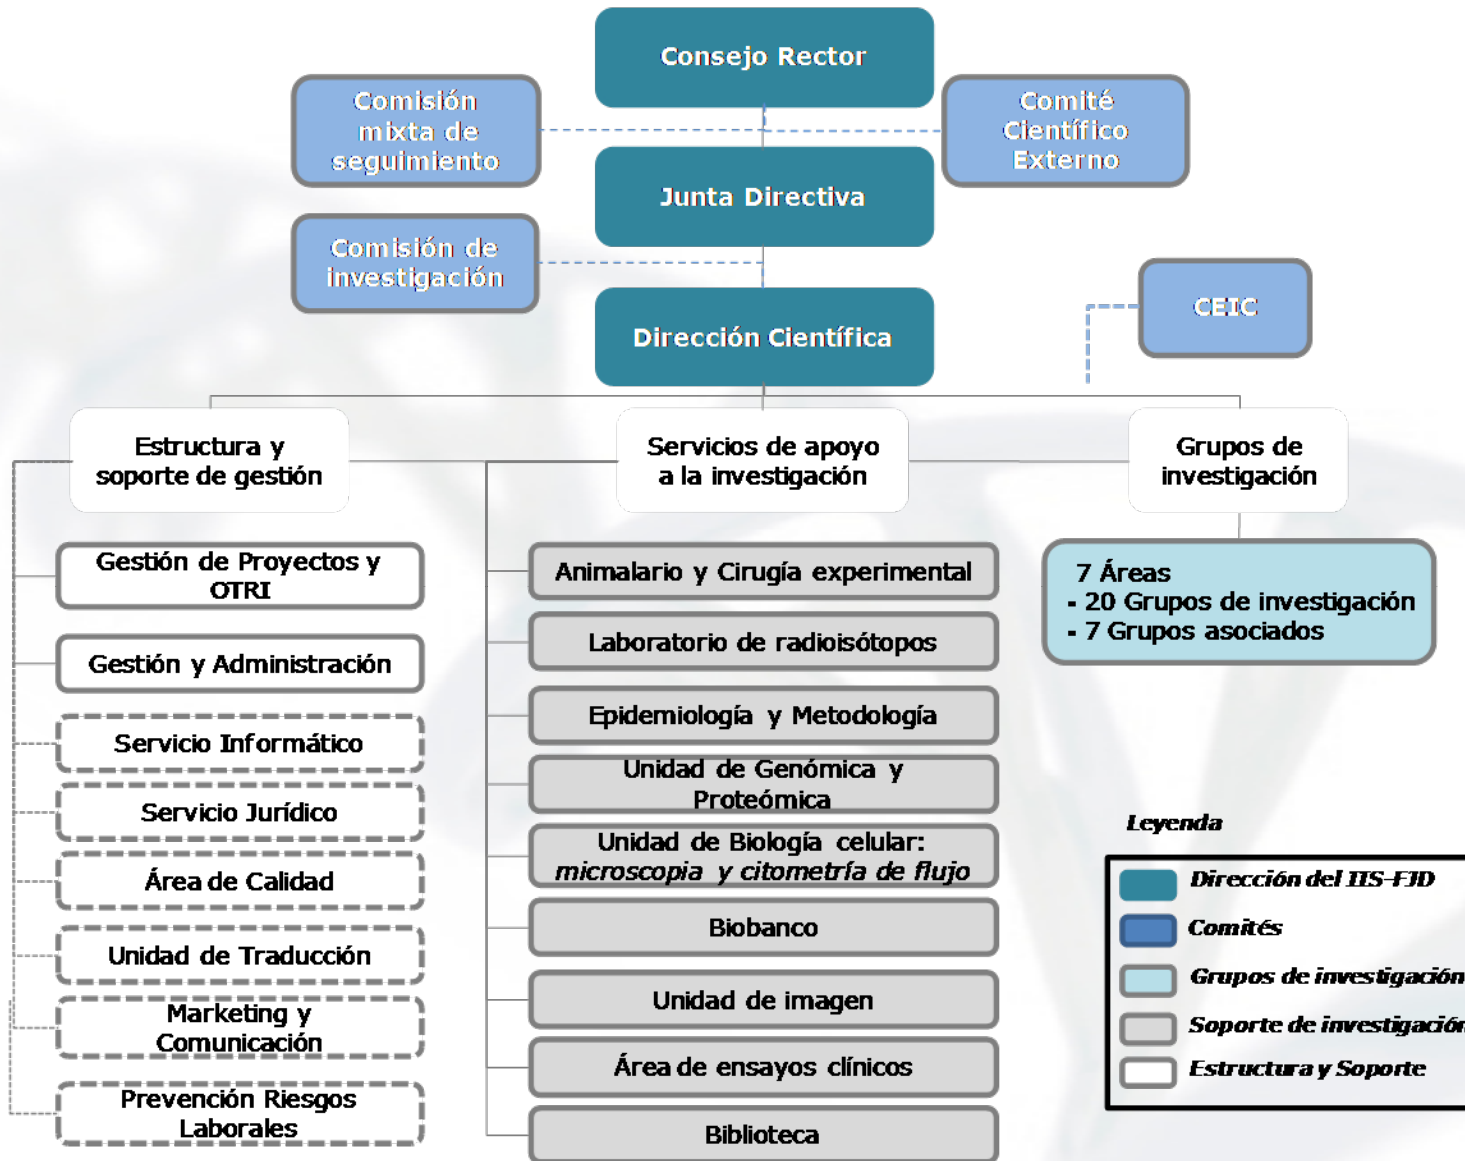 Consejo Rector
Comisión
mixta de
seguimiento
Comité
Científico
Externo
Junta Directiva
Comisión de
investigación
CEIC
Dirección Científica
Estructura y
soporte de gestión
Servicios de apoyo
a la investigación
Grupos de
investigación
Gestión de Proyectos y
OTRI
Gestión y Administración
Servicio Informático
Servicio Jurídico
Área de Calidad
Unidad de Traducción
Marketing y
Comunicación
Prevención Riesgos
Laborales
Animalario y Cirugía experimental
Laboratorio de radioisótopos
Epidemiología y Metodología
Unidad de Genómica y
Proteómica
Unidad de Biología celular:
microscopia y citometría de flujo
Biobanco
Unidad de imagen
Área de ensayos clínicos
Biblioteca
7 Áreas
- 20 Grupos de investigación
- 7 Grupos asociados
Leyenda
Dirección del IIS-FJD
Comités
Grupos de investigación
Soporte de investigación
Estructura y Soporte